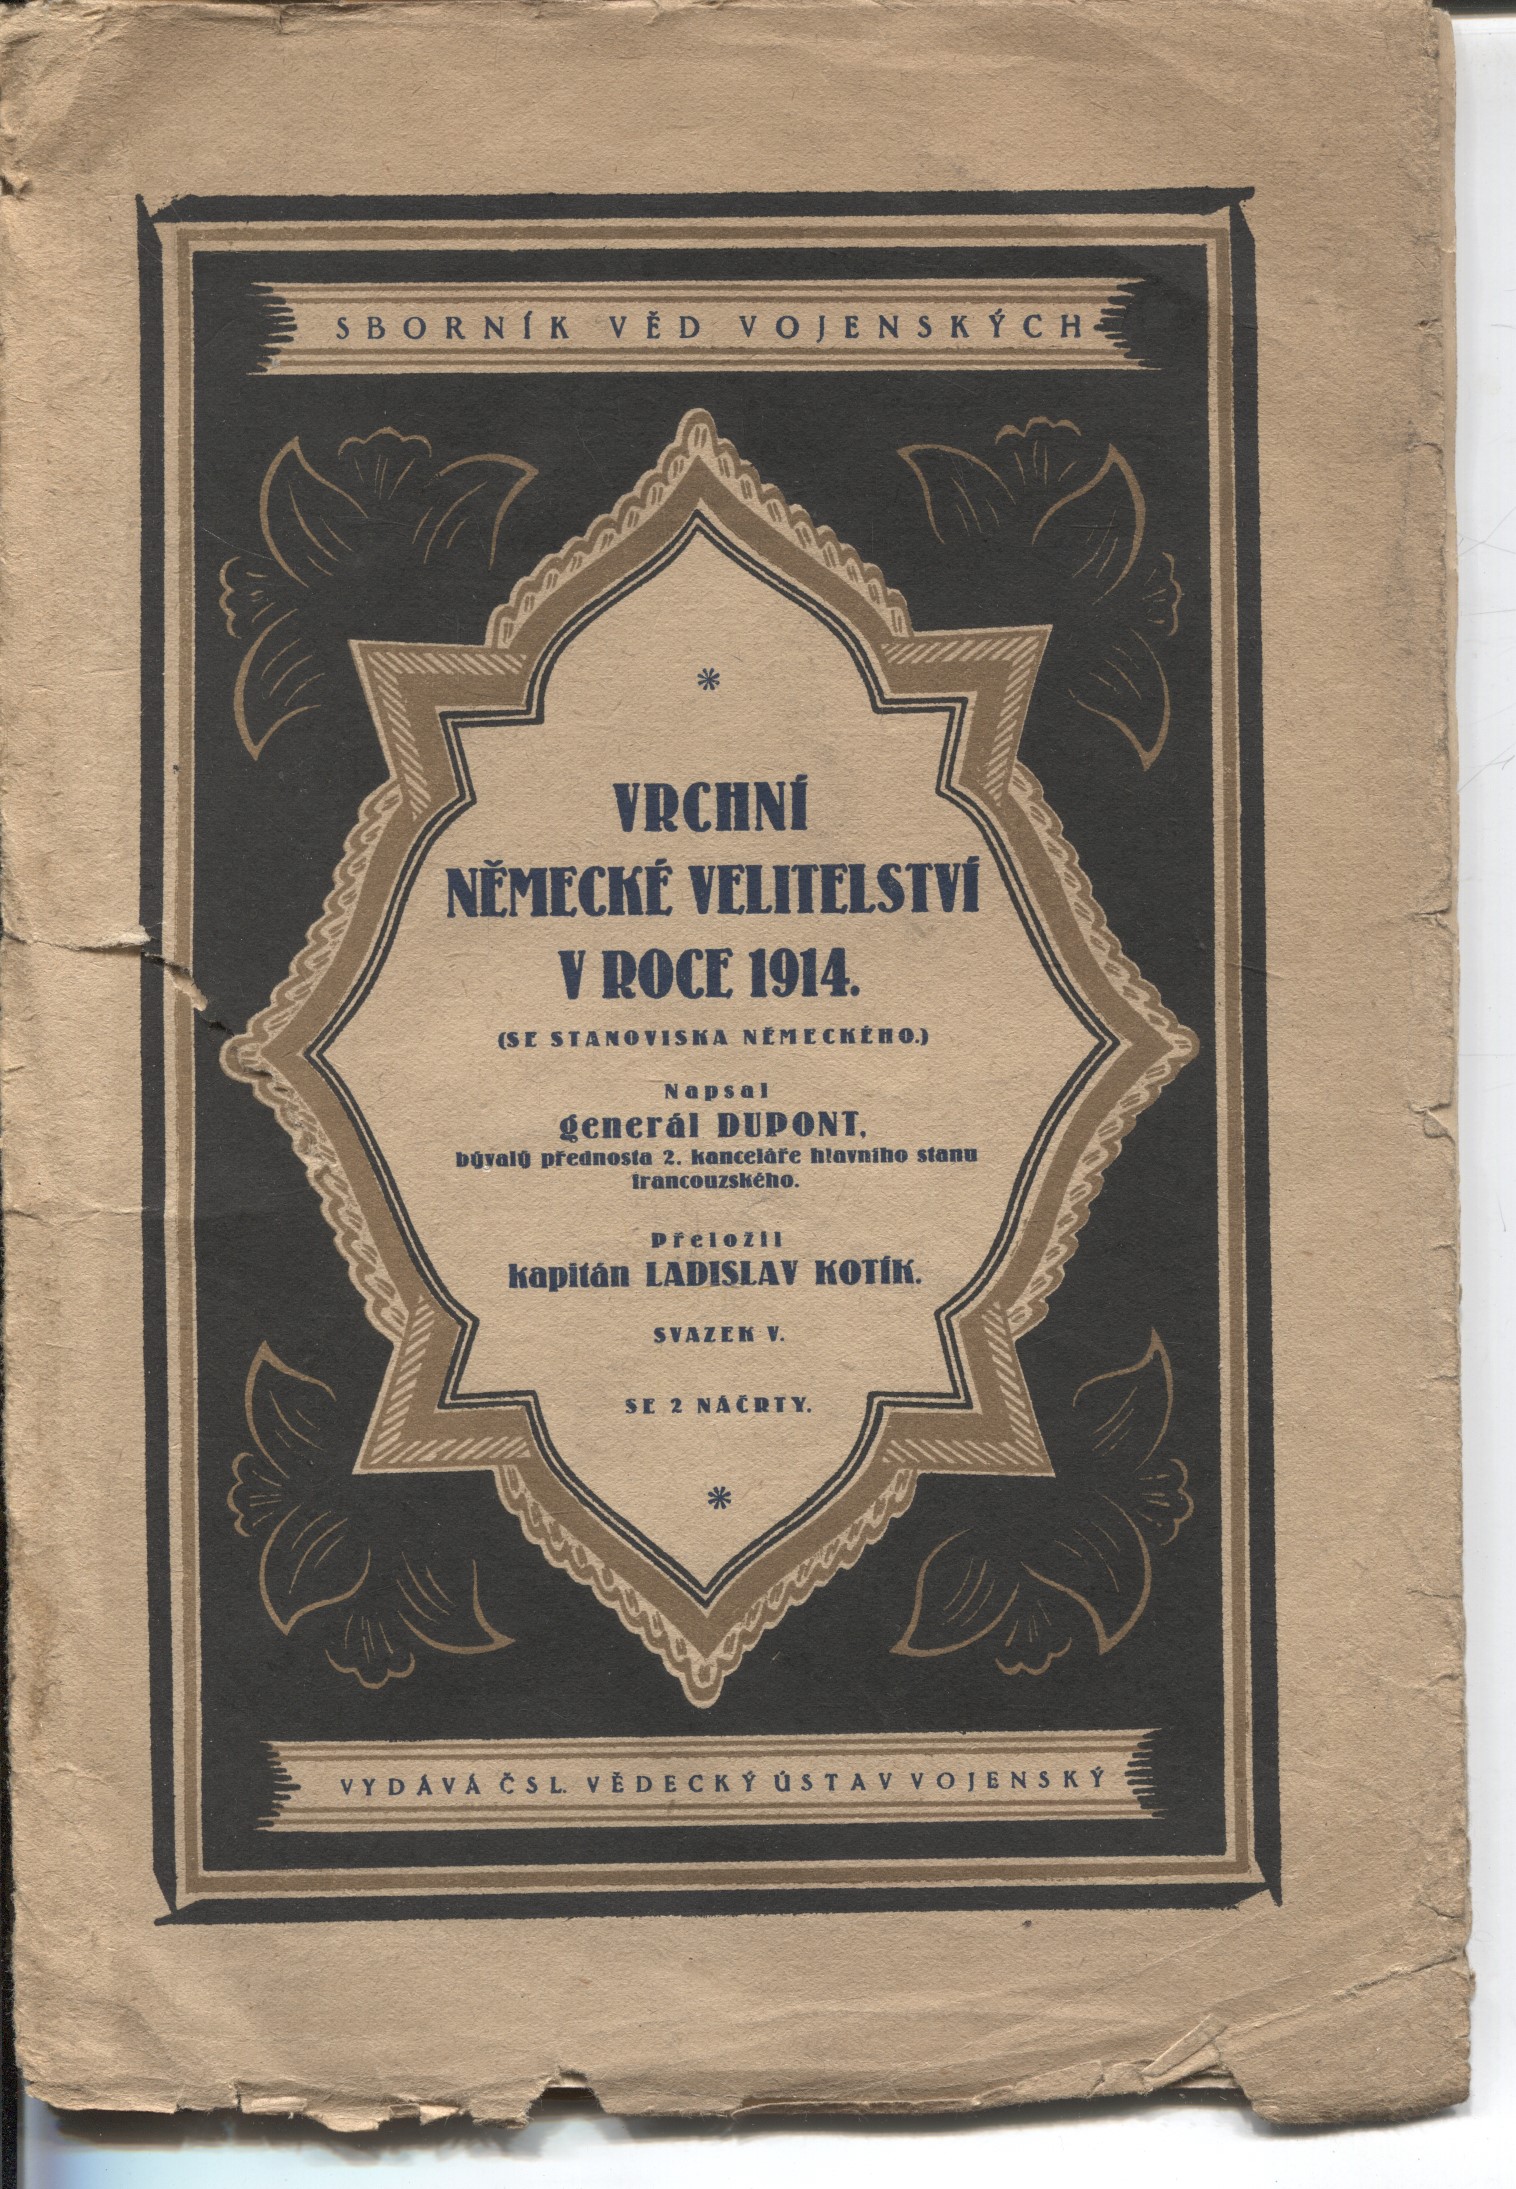 SBORNÍK VĚD VOJENSKÝCH
*
VRCHNÍ
NĚMECKÉ VELITELSTVÍ
V ROCE 1914.
(SE STANOVISKA NĚMECKÉHO.)
Napsal
generál DUPONT,
bývalý přednosta 2. kanceláře hlavního stanu
francouzského.
Přeložil
kapitán LADISLAV KOTÍK.
SVAZEK V.
SE 2 NÁČRTY.
*
VYDÁVÁ ČSL. VĚDECKÝ ÚSTAV VOJENSKÝ